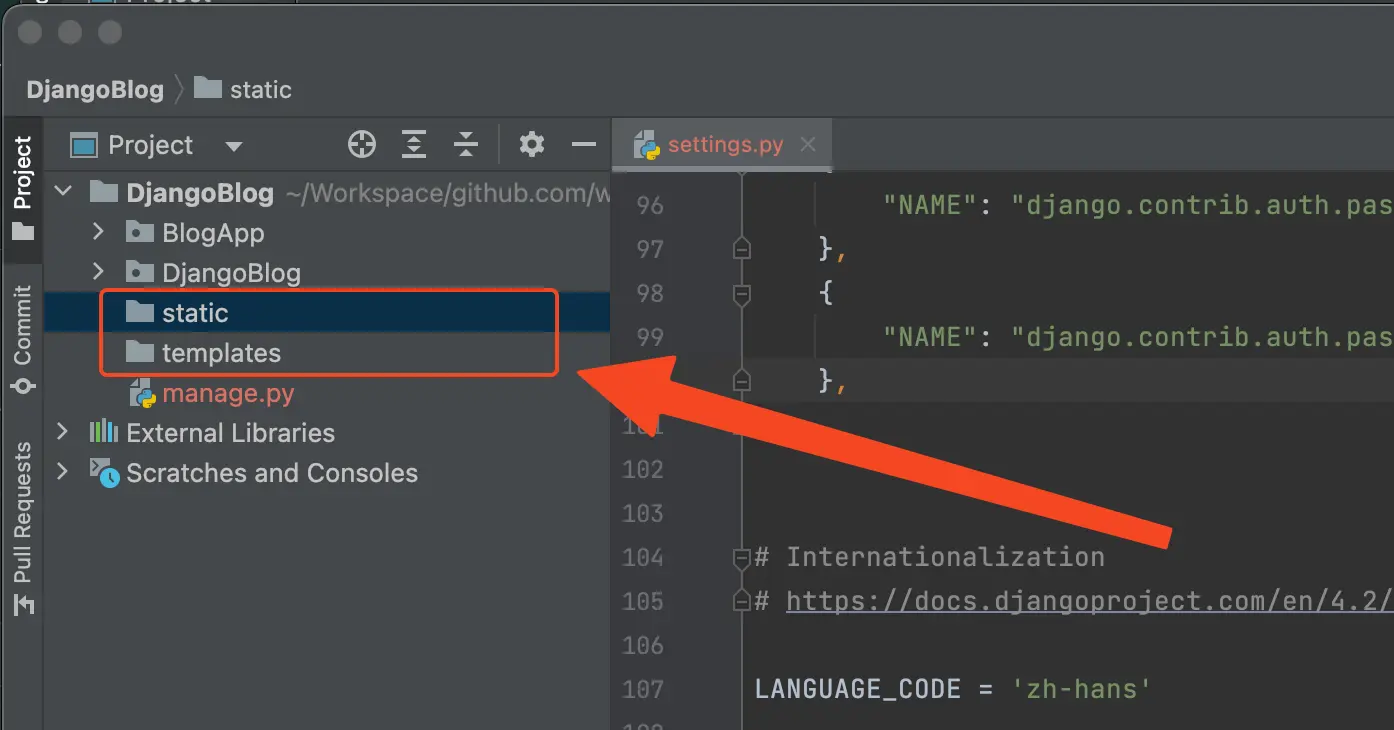 DjangoBlog
static
Project
Commit
Pull Requests
Project
DjangoBlog ~/Workspace/github.com/w
BlogApp
DjangoBlog
static
templates
manage.py
External Libraries
Scratches and Consoles
settings.py
96 "NAME": "django.contrib.auth.pas
97 },
98 {
99 "NAME": "django.contrib.auth.pas
},
101
102
103
104 # Internationalization
105 # https://docs.djangoproject.com/en/4.2/
106
107 LANGUAGE_CODE = 'zh-hans'